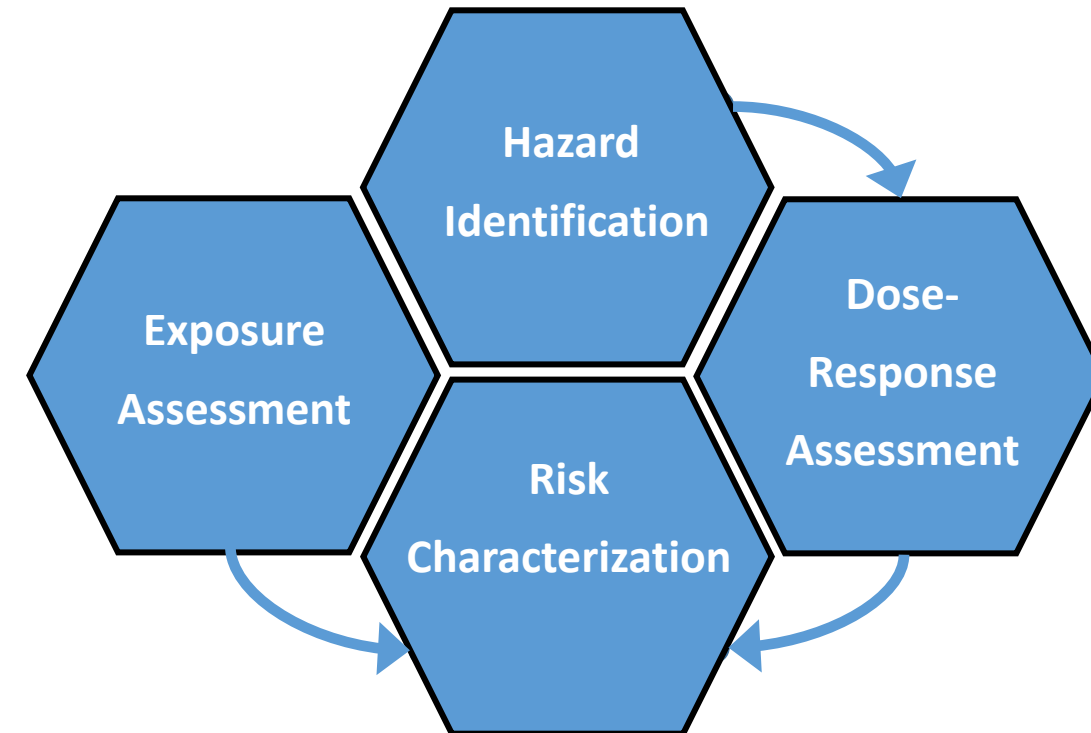 Hazard
Identification
Exposure
Assessment
Dose-
Response
Assessment
Risk
Characterization